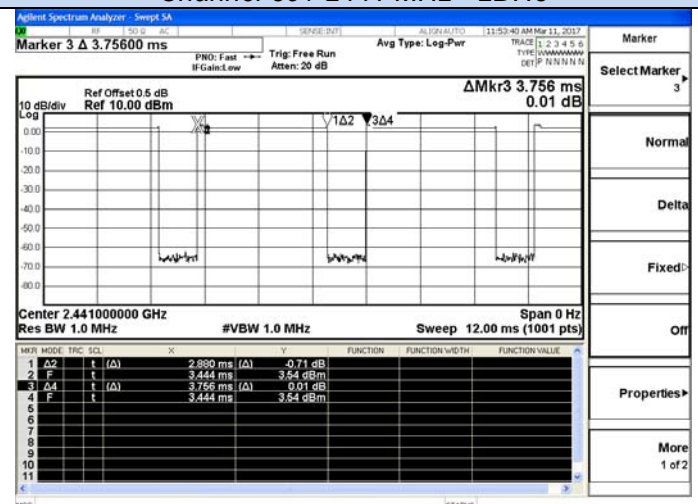 Agilent Spectrum Analyzer - Swept SA
RF 50 Ω AC SENSE:INT ALIGN AUTO 11:53:40 AM Mar 11, 2017
Marker 3 Δ 3.75600 ms
PNO: Fast
IFGain:Low
Trig: Free Run
Atten: 20 dB
Avg Type: Log-Pwr
TRACE 1 2 3 4 5 6
TYPE
DET P N N N N N
Ref Offset 0.5 dB
10 dB/div Ref 10.00 dBm
ΔMkr3 3.756 ms
0.01 dB
Log
1Δ2 3Δ4
0.00
-10.0
-20.0
-30.0
-40.0
-50.0
-60.0
-70.0
-80.0
Center 2.441000000 GHz Span 0 Hz
Res BW 1.0 MHz #VBW 1.0 MHz Sweep 12.00 ms (1001 pts)
MKR MODE TRC SCL X Y FUNCTION FUNCTION WIDTH FUNCTION VALUE
1 Δ2 t (Δ) 2.880 ms (Δ) -0.71 dB
2 F t 3.444 ms 3.54 dBm
3 Δ4 t (Δ) 3.756 ms (Δ) 0.01 dB
4 F t 3.444 ms 3.54 dBm
5
6
7
8
9
10
11
Marker
Select Marker
3
Normal
Delta
Fixed
Off
Properties
More
1 of 2